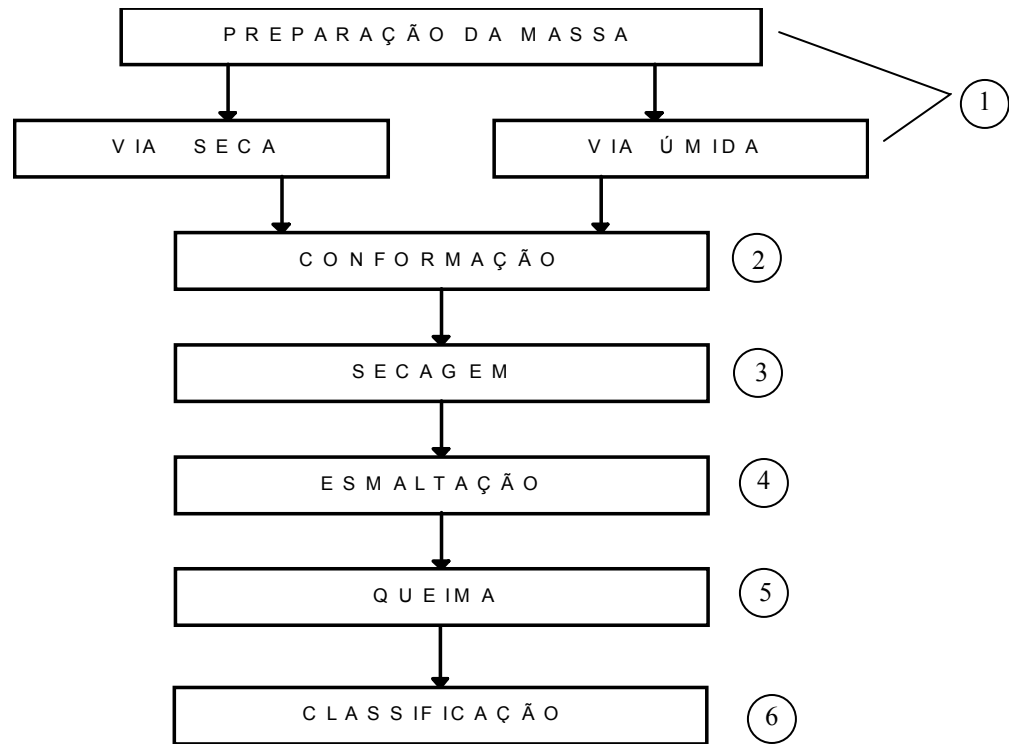 PREPARAÇÃO DA MASSA
1
VIA SECA
VIA ÚMIDA
CONFORMAÇÃO
2
SECAGEM
3
ESMALTAÇÃO
4
QUEIMA
5
CLASSIFICAÇÃO
6